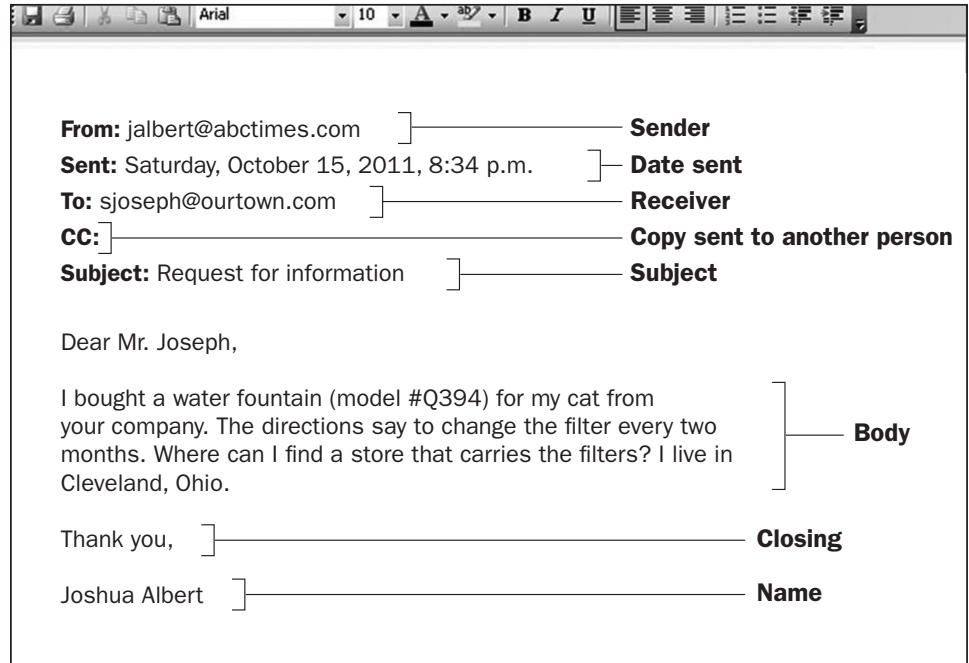 Arial 10 A ab B I U
From: jalbert@abctimes.com Sender
Sent: Saturday, October 15, 2011, 8:34 p.m. Date sent
To: sjoseph@ourtown.com Receiver
CC: Copy sent to another person
Subject: Request for information Subject
Dear Mr. Joseph,
I bought a water fountain (model #Q394) for my cat from
your company. The directions say to change the filter every two
months. Where can I find a store that carries the filters? I live in
Cleveland, Ohio.
Body
Thank you, Closing
Joshua Albert Name